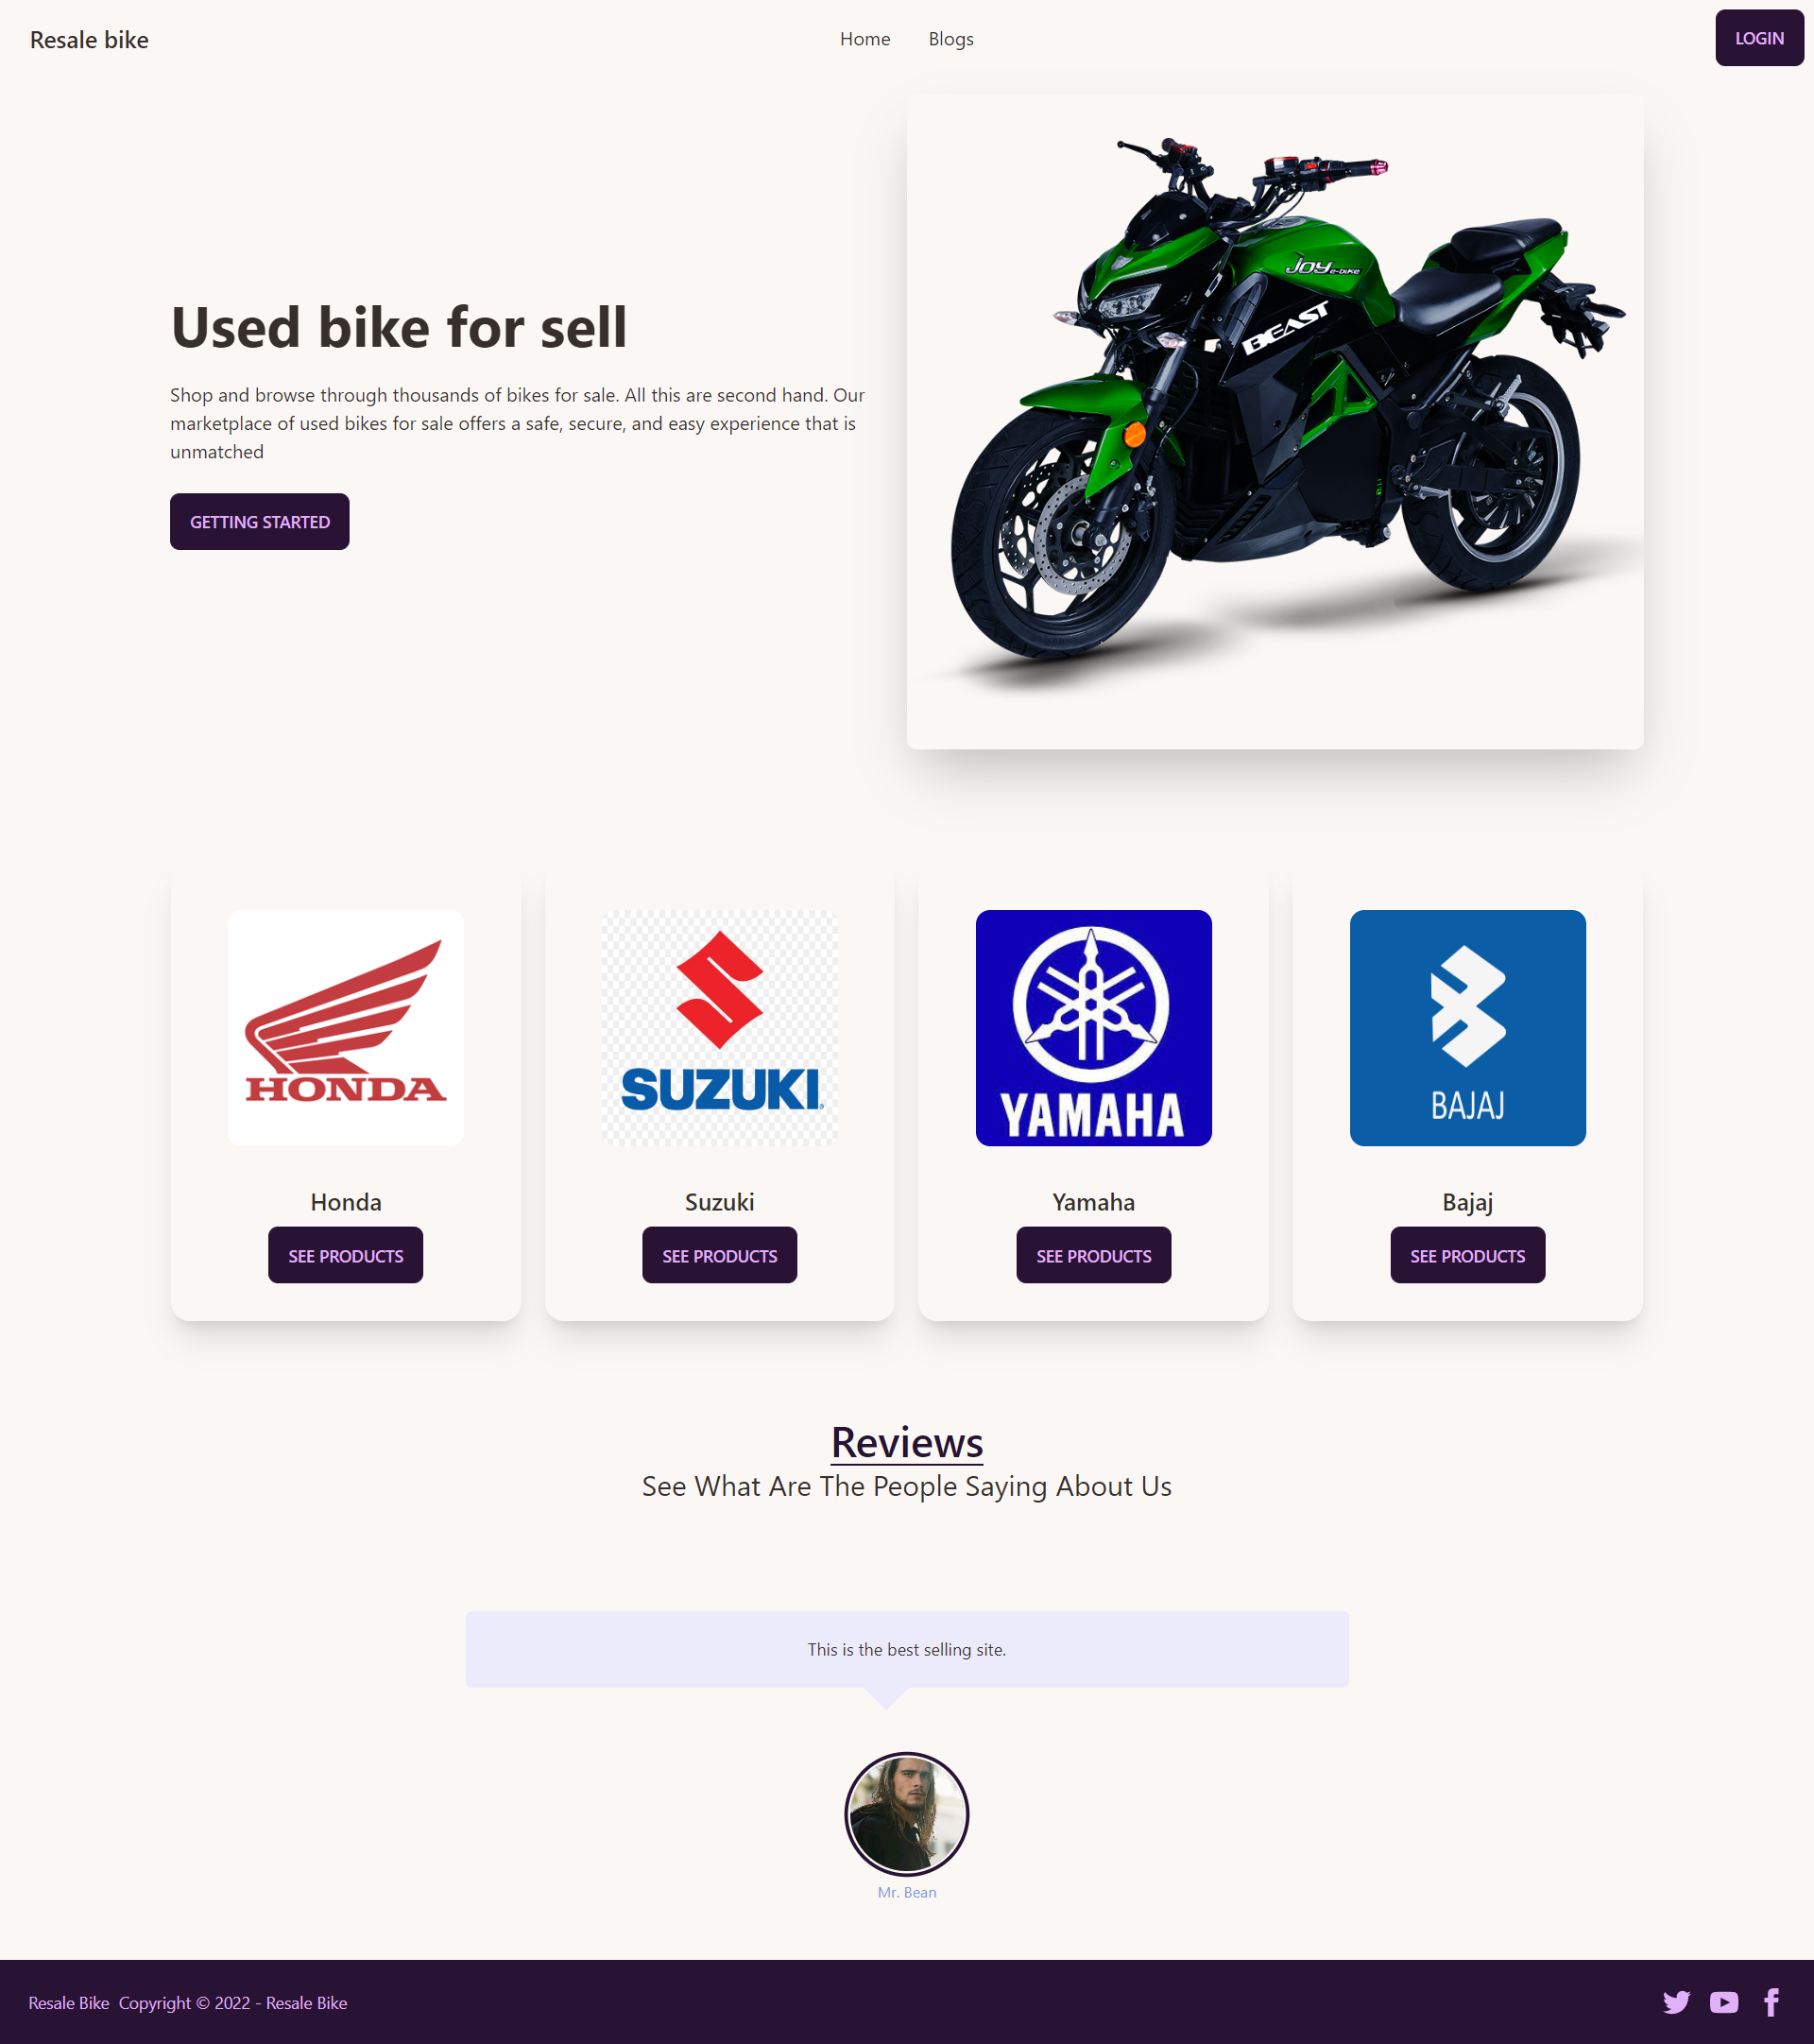 Resale bike
Home
Blogs
LOGIN
Joy e-bike
BEAST
Used bike for sell
Shop and browse through thousands of bikes for sale. All this are second hand. Our
marketplace of used bikes for sale offers a safe, secure, and easy experience that is
unmatched
GETTING STARTED
HONDA
SUZUKI
YAMAHA
BAJAJ
Honda
Suzuki
Yamaha
Bajaj
SEE PRODUCTS
SEE PRODUCTS
SEE PRODUCTS
SEE PRODUCTS
Reviews
See What Are The People Saying About Us
This is the best selling site.
Mr. Bean
Resale Bike Copyright © 2022 - Resale Bike